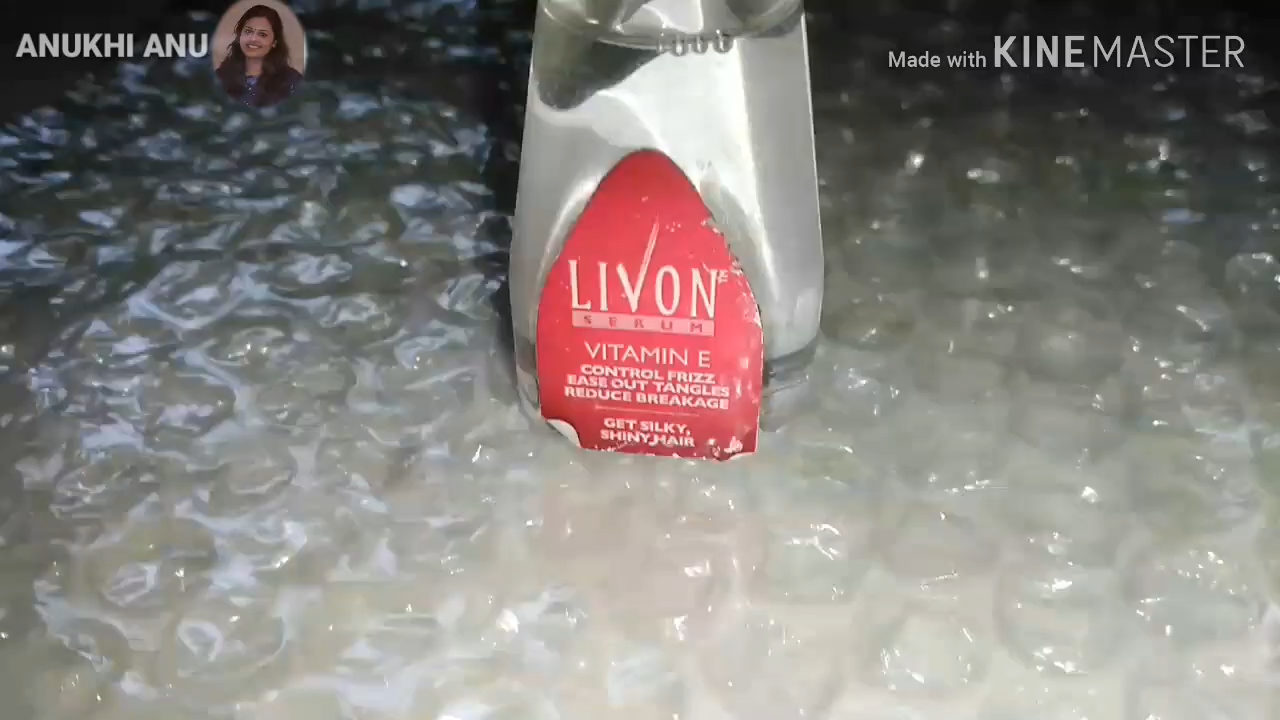 ANUKHI ANU
Made with KINEMASTER
LIVON
SERUM
VITAMIN E
CONTROL FRIZZ
EASE OUT TANGLES
REDUCE BREAKAGE
GET SILKY,
SHINY HAIR